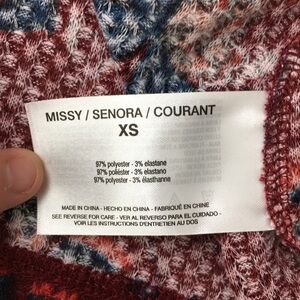 MISSY / SENORA / COURANT
XS
97% polyester - 3% elastane
97% poliéster - 3% elastano
97% polyester - 3% élasthanne
MADE IN CHINA - HECHO EN CHINA - FABRIQUÉ EN CHINE
SEE REVERSE FOR CARE - VER AL REVERSO PARA EL CUIDADO -
VOIR LES INSTRUCTIONS D'ENTRETIEN AU DOS